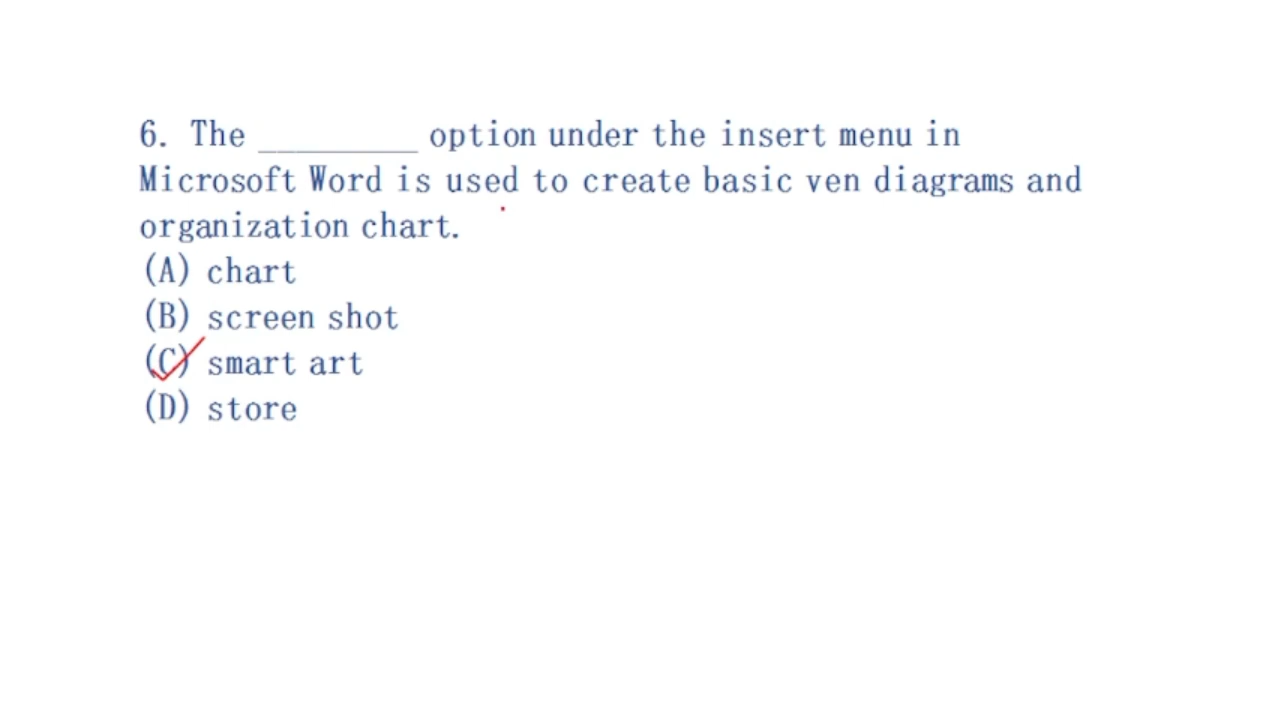 6. The _________ option under the insert menu in
Microsoft Word is used to create basic ven diagrams and
organization chart.
(A) chart
(B) screen shot
(C) smart art
(D) store